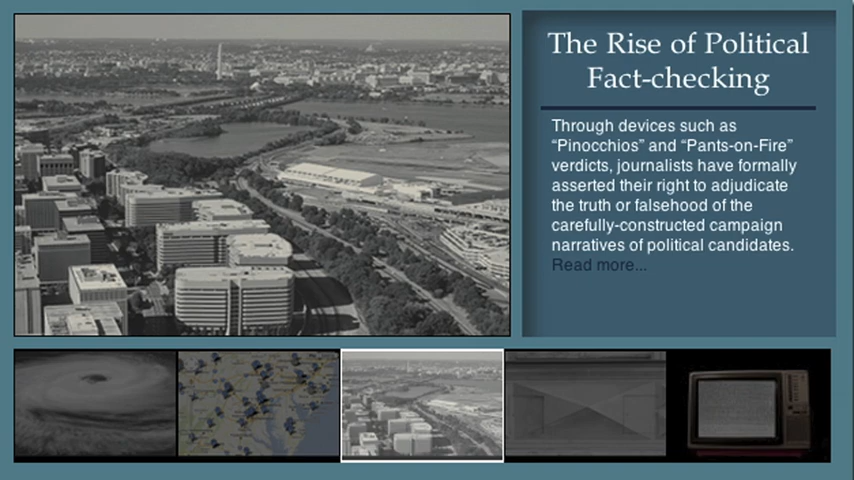 The Rise of Political
Fact-checking
Through devices such as
“Pinocchios” and “Pants-on-Fire”
verdicts, journalists have formally
asserted their right to adjudicate
the truth or falsehood of the
carefully-constructed campaign
narratives of political candidates.
Read more...